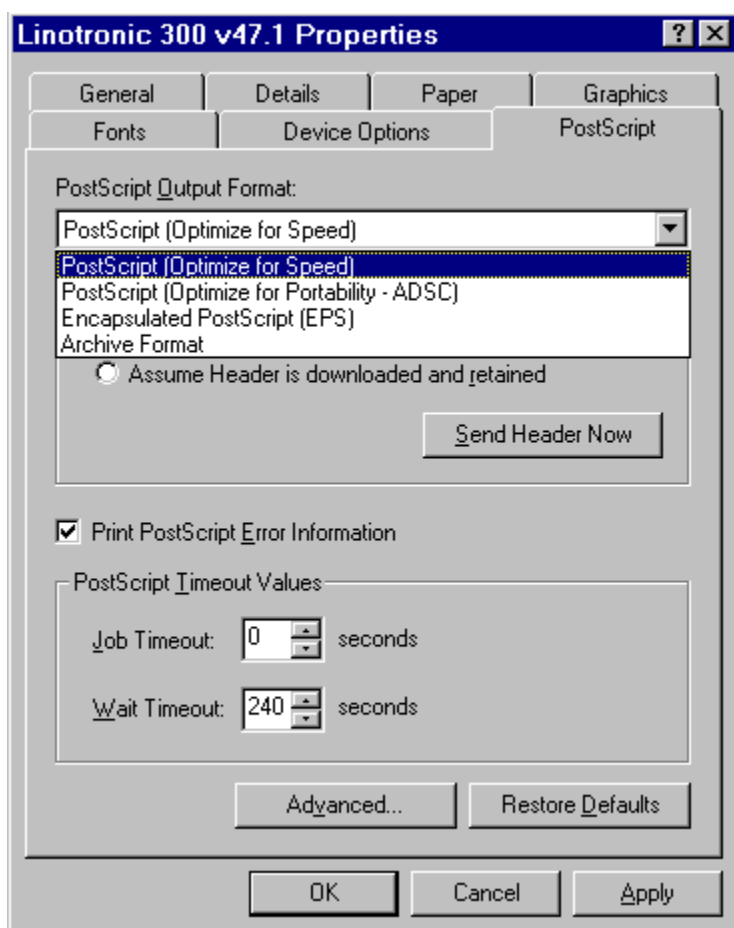 Linotronic 300 v47.1 Properties
General Details Paper Graphics
Fonts Device Options PostScript
PostScript Output Format:
PostScript (Optimize for Speed)
PostScript (Optimize for Speed)
PostScript (Optimize for Portability - ADSC)
Encapsulated PostScript (EPS)
Archive Format
Assume Header is downloaded and retained
Send Header Now
Print PostScript Error Information
PostScript Timeout Values
Job Timeout: 0 seconds
Wait Timeout: 240 seconds
Advanced... Restore Defaults
OK Cancel Apply